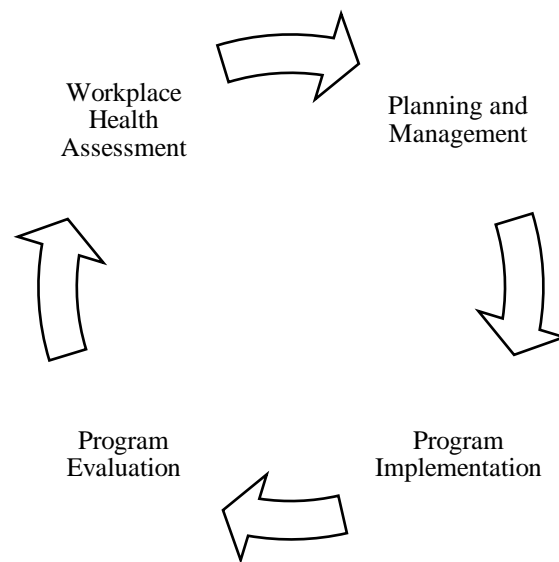 Workplace
Health
Assessment
Planning and
Management
Program
Evaluation
Program
Implementation